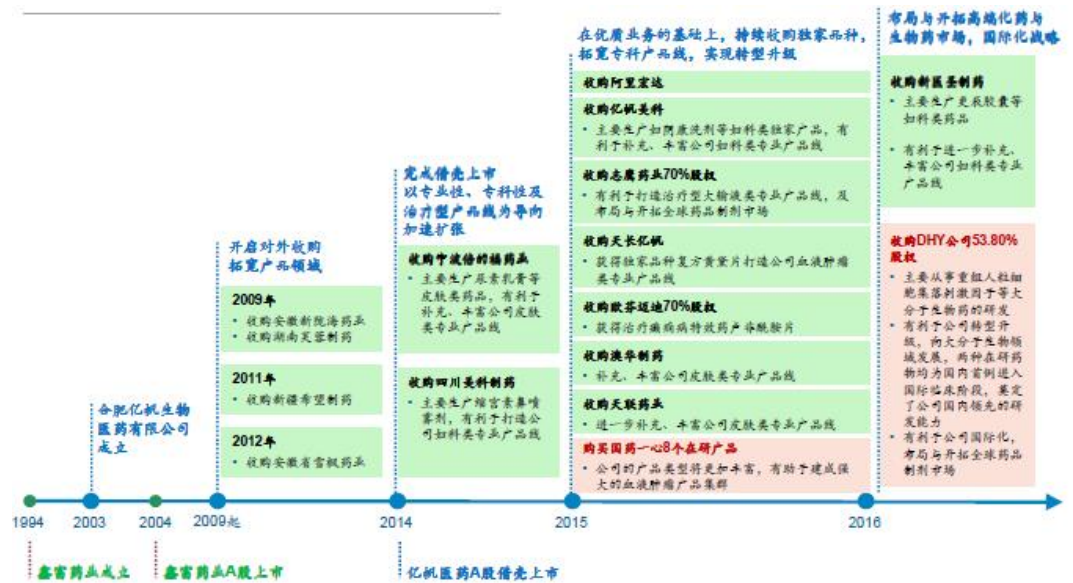 在优质业务的基础上，持续收购独家品种，
拓宽专科产品线，实现转型升级
布局与开拓高端化药与
生物药市场，国际化战略
完成借壳上市
以专业性、专科性及
治疗型产品线为导向
加速扩张
开启对外收购
拓宽产品领域
合肥亿帆生物
医药有限公司
成立
2009年
• 收购安徽新陇海药业
• 收购湖南芙蓉制药
2011年
• 收购新疆希望制药
2012年
• 收购安徽省雪枫药业
收购宁波倍的福药业
• 主要生产尿素乳膏等
皮肤类药品，有利于
补充、丰富公司皮肤
类专业产品线
收购四川美科制药
• 主要生产缩宫素鼻喷
雾剂，有利于打造公
司妇科类专业产品线
收购阿里宏达
收购亿帆美科
• 主要生产妇阴康洗剂等妇科类独家产品，有
利于补充、丰富公司妇科类专业产品线
收购志鹰药业70%股权
• 有利于打造治疗型大输液类专业产品线，及
布局与开拓全球药品制剂市场
收购天长亿帆
• 获得独家品种复方黄黛片打造公司血液肿瘤
类专业产品线
收购欧芬迈迪70%股权
• 获得治疗癫痫病特效药卢菲酰胺片
收购澳华制药
• 补充、丰富公司皮肤类专业产品线
收购天联药业
• 进一步补充、丰富公司皮肤类专业产品线
购买国药一心8个在研产品
• 公司的产品类型将更加丰富，有助于建成强
大的血液肿瘤产品集群
收购新医圣制药
• 主要生产更辰胶囊等
妇科类药品
• 有利于进一步补充、
丰富公司妇科类专业
产品线
收购DHY公司53.80%
股权
• 主要从事重组人粒细
胞集落刺激因子等大
分子生物药的研发
• 有利于公司转型升
级，向大分子生物领
域发展，两种在研药
物均为国内首例进入
国际临床阶段，奠定
了公司国内领先的研
发能力
• 有利于公司国际化，
布局与开拓全球药品
制剂市场
1994
2003
2004
2009起
2014
2015
2016
鑫富药业成立
鑫富药业A股上市
亿帆医药A股借壳上市